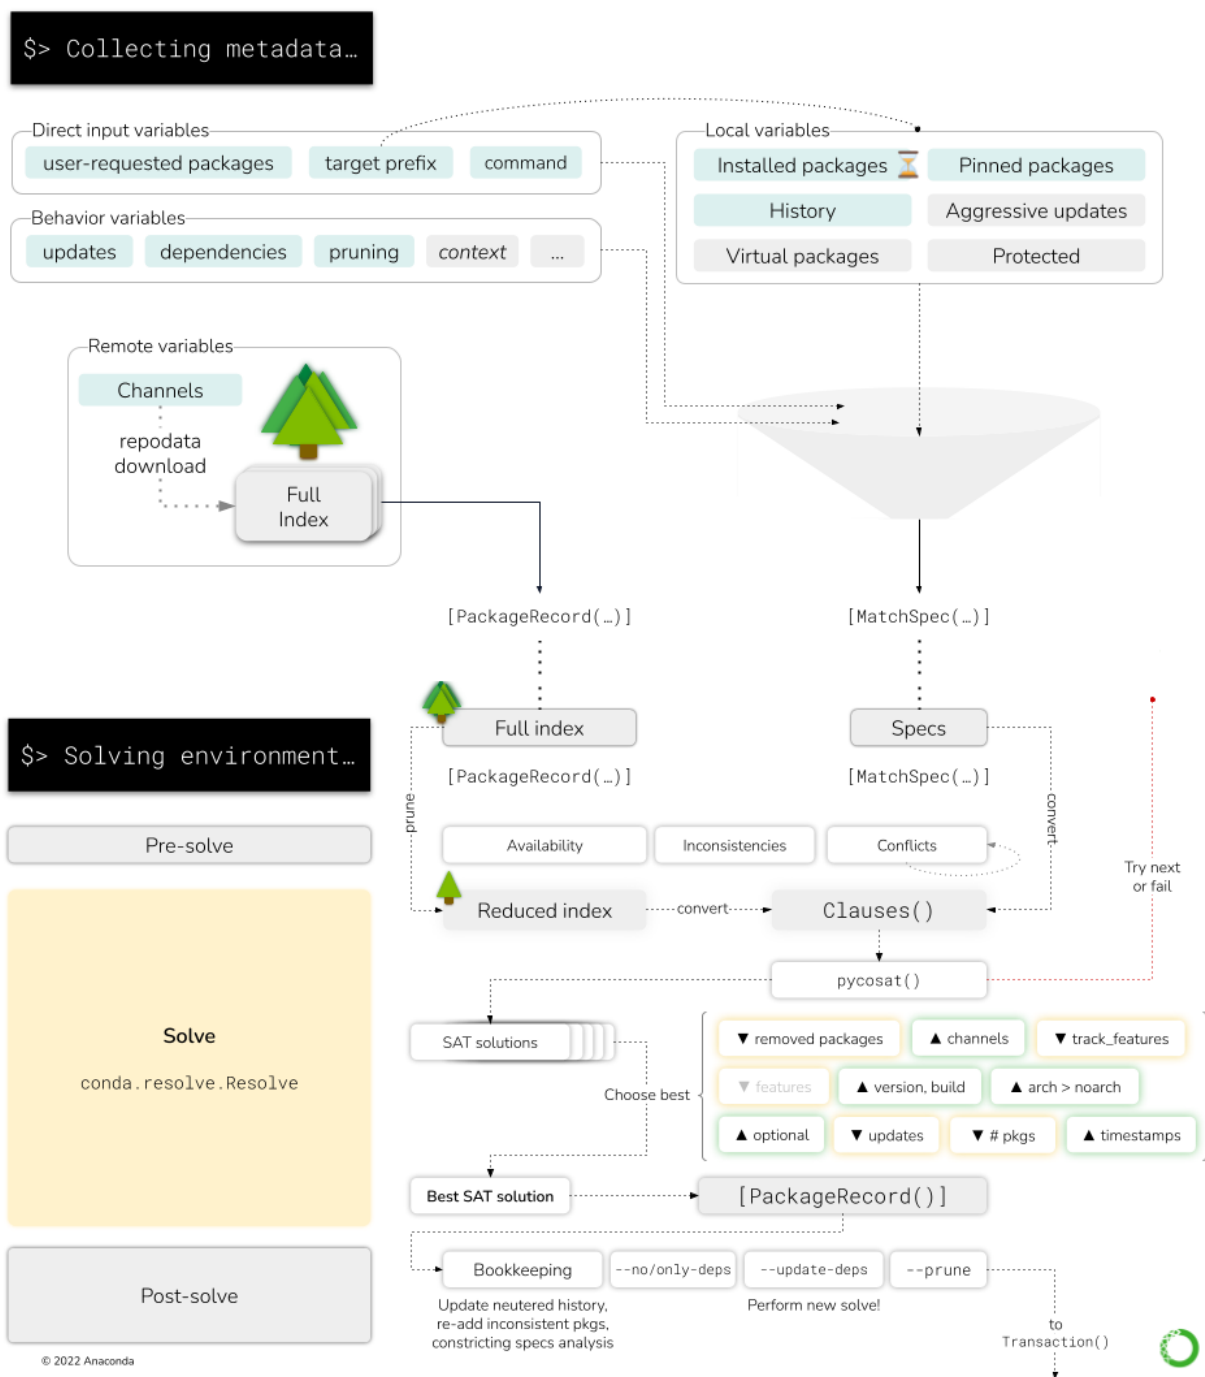 $> Collecting metadata…
Direct input variables
user-requested packages
target prefix
command
Behavior variables
updates
dependencies
pruning
context
...
Local variables
Installed packages
Pinned packages
History
Aggressive updates
Virtual packages
Protected
Remote variables
Channels
repodata
download
Full
Index
[PackageRecord(…)]
[MatchSpec(…)]
$> Solving environment…
Full index
Specs
[PackageRecord(…)]
[MatchSpec(…)]
prune
convert
Pre-solve
Availability
Inconsistencies
Conflicts
Try next
or fail
Reduced index
convert
Clauses()
pycosat()
Solve
conda.resolve.Resolve
SAT solutions
Choose best
▼ removed packages
▲ channels
▼ track_features
▼ features
▲ version, build
▲ arch > noarch
▲ optional
▼ updates
▼ # pkgs
▲ timestamps
Best SAT solution
[PackageRecord()]
Post-solve
Bookkeeping
--no/only-deps
--update-deps
--prune
Update neutered history,
re-add inconsistent pkgs,
constricting specs analysis
Perform new solve!
to
Transaction()
© 2022 Anaconda